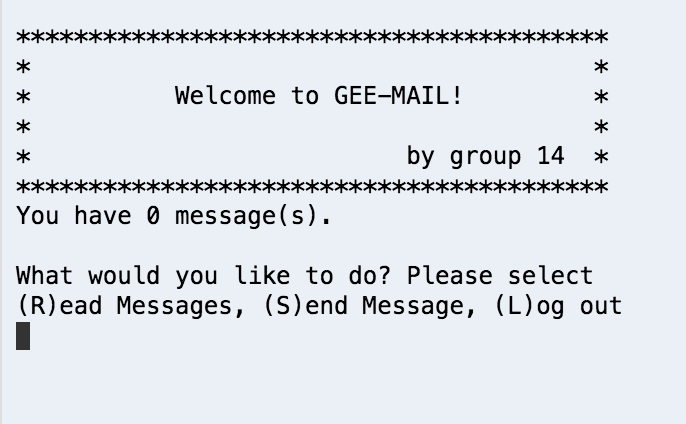 *****************************************
*                                       *
*          Welcome to GEE-MAIL!         *
*                                       *
*                          by group 14  *
*****************************************
You have 0 message(s).
What would you like to do? Please select
(R)ead Messages, (S)end Message, (L)og out